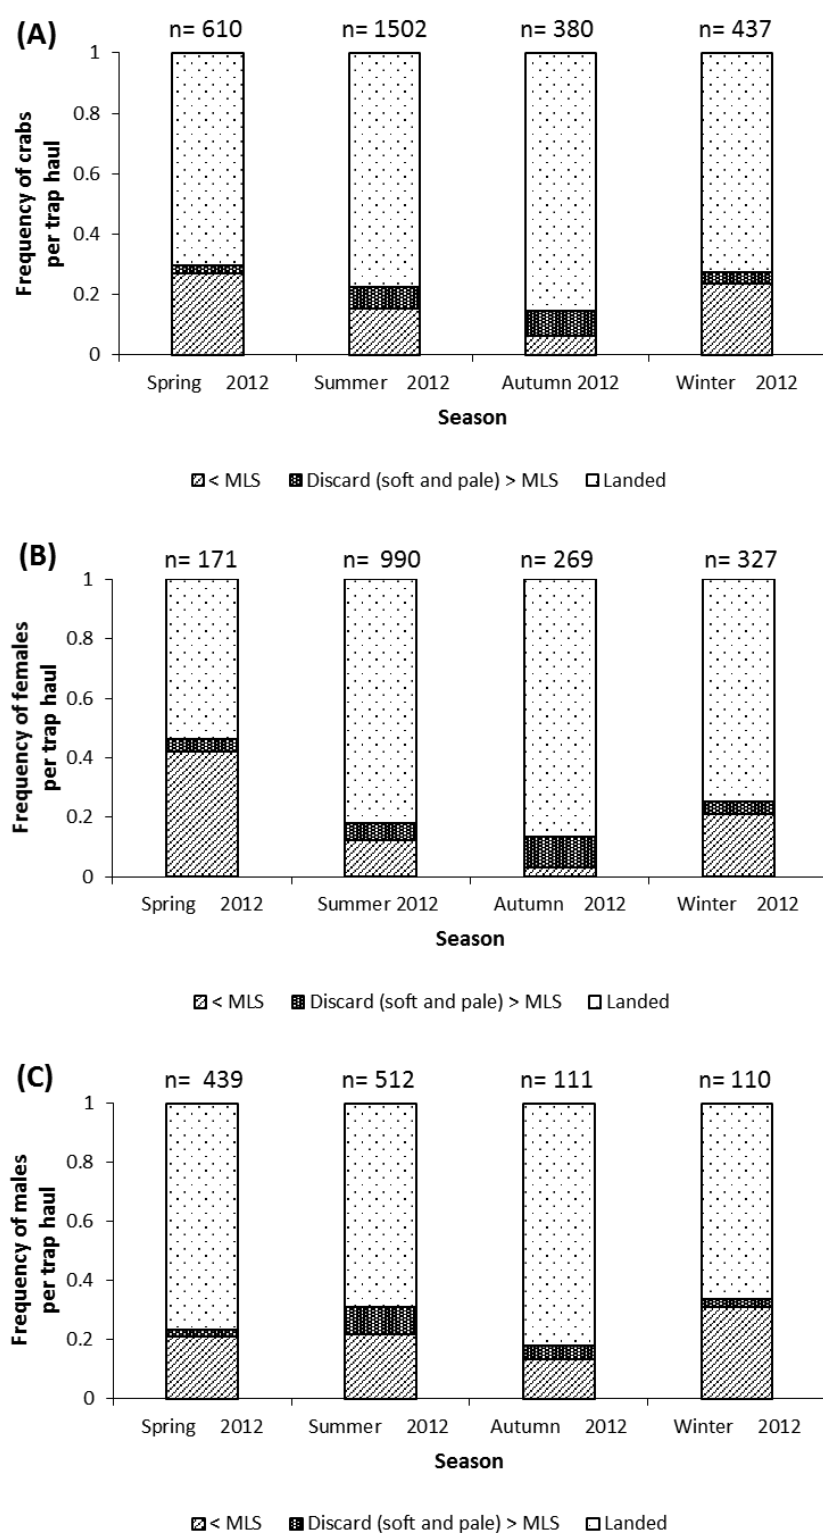 (A)
n= 610 n= 1502 n= 380 n= 437
Frequency of crabs
per trap haul
1
0.8
0.6
0.4
0.2
0
Spring 2012 Summer 2012 Autumn 2012 Winter 2012
Season
< MLS Discard (soft and pale) > MLS Landed
(B)
n= 171 n= 990 n= 269 n= 327
Frequency of females
per trap haul
1
0.8
0.6
0.4
0.2
0
Spring 2012 Summer 2012 Autumn 2012 Winter 2012
Season
< MLS Discard (soft and pale) > MLS Landed
(C)
n= 439 n= 512 n= 111 n= 110
Frequency of males
per trap haul
1
0.8
0.6
0.4
0.2
0
Spring 2012 Summer 2012 Autumn 2012 Winter 2012
Season
< MLS Discard (soft and pale) > MLS Landed